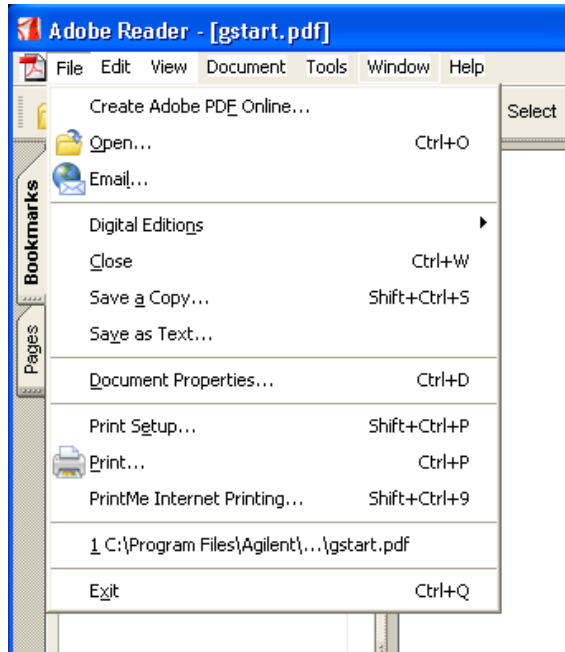 Adobe Reader - [gstart.pdf]
File Edit View Document Tools Window Help
Create Adobe PDF Online...
Select
Open... Ctrl+O
Email...
Bookmarks
Digital Editions
Close Ctrl+W
Save a Copy... Shift+Ctrl+S
Save as Text...
Pages
Document Properties... Ctrl+D
Print Setup... Shift+Ctrl+P
Print... Ctrl+P
PrintMe Internet Printing... Shift+Ctrl+9
1 C:\Program Files\Agilent\...\gstart.pdf
Exit Ctrl+Q